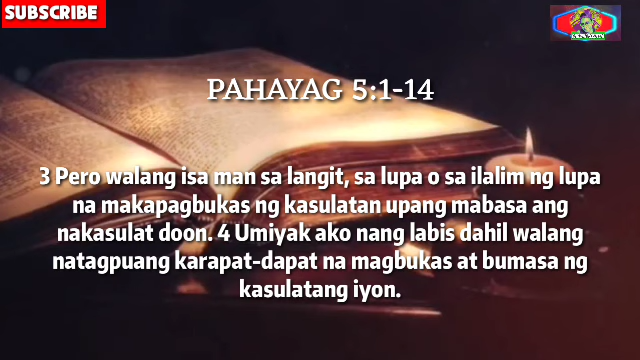 SUBSCRIBE
PAHAYAG 5:1-14
3 Pero walang isa man sa langit, sa lupa o sa ilalim ng lupa
na makapagbukas ng kasulatan upang mabasa ang
nakasulat doon. 4 Umiyak ako nang labis dahil walang
natagpuang karapat-dapat na magbukas at bumasa ng
kasulatang iyon.